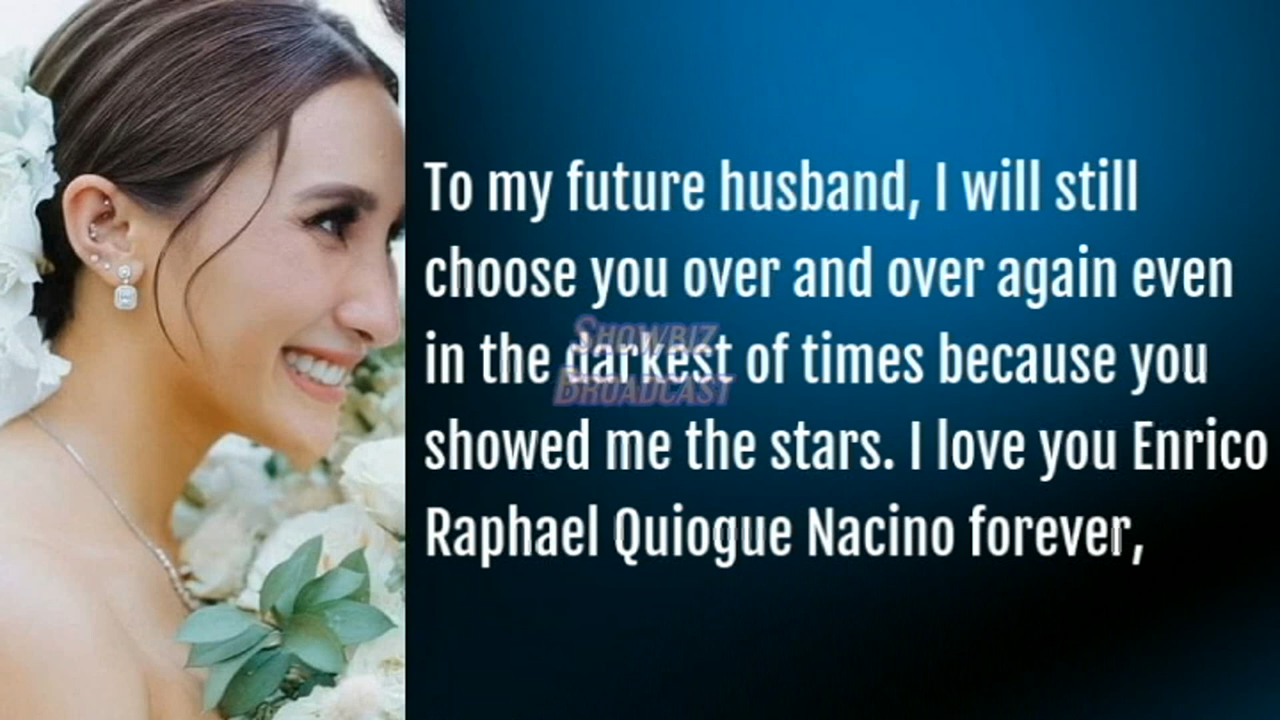 To my future husband, I will still
choose you over and over again even
in the darkest of times because you
showed me the stars. I love you Enrico
Raphael Quiogue Nacino forever,
Showbiz
Broadcast